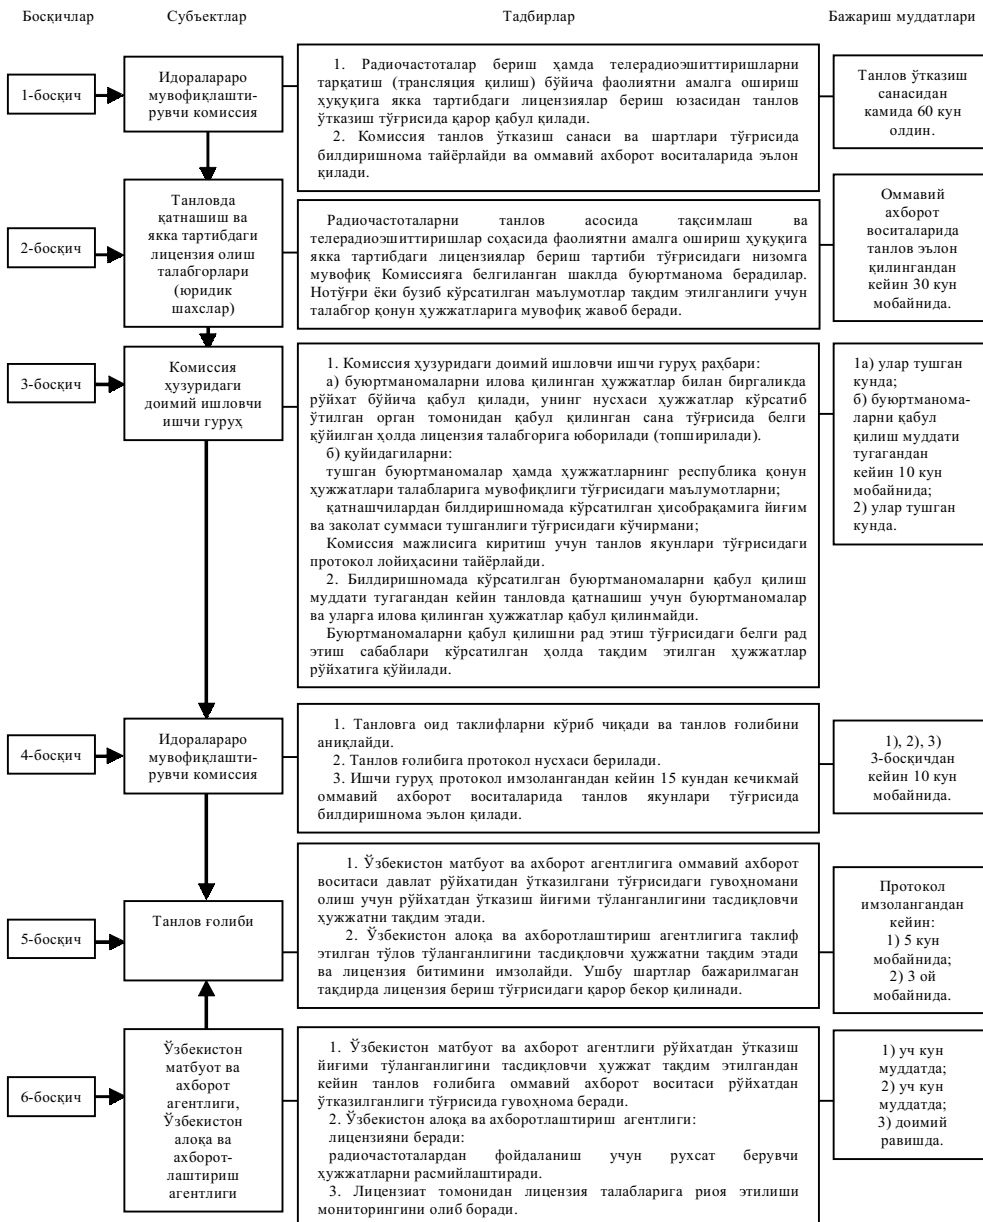 Босқичлар
Субъектлар
Тадбирлар
Бажариш муддатлари
1-босқич
Идоралараро
мувофиқлашти-
рувчи комиссия
1. Радиочастоталар бериш ҳамда телерадиоэшиттиришларни
тарқатиш (трансляция қилиш) бўйича фаолиятни амалга ошириш
ҳуқуқига якка тартибдаги лицензиялар бериш юзасидан танлов
ўтказиш тўғрисида қарор қабул қилади.
2. Комиссия танлов ўтказиш санаси ва шартлари тўғрисида
билдиришнома тайёрлайди ва оммавий ахборот воситаларида эълон
қилади.
Танлов ўтказиш
санасидан
камида 60 кун
олдин.
2-босқич
Танловда
қатнашиш ва
якка тартибдаги
лицензия олиш
талабгорлари
(юридик
шахслар)
Радиочастоталарни танлов асосида тақсимлаш ва
телерадиоэшиттиришлар соҳасида фаолиятни амалга ошириш ҳуқуқига
якка тартибдаги лицензиялар бериш тартиби тўғрисидаги низомга
мувофиқ Комиссияга белгиланган шаклда буюртманома берадилар.
Нотўғри ёки бузиб кўрсатилган маълумотлар тақдим этилганлиги учун
талабгор қонун ҳужжатларига мувофиқ жавоб беради.
Оммавий
ахборот
воситаларида
танлов эълон
қилингандан
кейин 30 кун
мобайнида.
3-босқич
Комиссия
ҳузуридаги
доимий ишловчи
ишчи гуруҳ
1. Комиссия ҳузуридаги доимий ишловчи ишчи гуруҳ раҳбари:
а) буюртманомаларни илова қилинган ҳужжатлар билан биргаликда
рўйхат бўйича қабул қилади, унинг нусхаси ҳужжатлар кўрсатиб
ўтилган орган томонидан қабул қилинган сана тўғрисида белги
қўйилган ҳолда лицензия талабгорига юборилади (топширилади).
б) қуйидагиларни:
тушган буюртманомалар ҳамда ҳужжатларнинг республика қонун
ҳужжатлари талабларига мувофиқлиги тўғрисидаги маълумотларни;
қатнашчилардан билдиришномада кўрсатилган ҳисобрақамига йиғим
ва заколат суммаси тушганлиги тўғрисидаги кўчирмани;
Комиссия мажлисига киритиш учун танлов якунлари тўғрисидаги
протокол лойиҳасини тайёрлайди.
2. Билдиришномада кўрсатилган буюртманомаларни қабул қилиш
муддати тугагандан кейин танловда қатнашиш учун буюртманомалар
ва уларга илова қилинган ҳужжатлар қабул қилинмайди.
Буюртманомаларни қабул қилишни рад этиш тўғрисидаги белги рад
этиш сабаблари кўрсатилган ҳолда тақдим этилган ҳужжатлар
рўйхатига қўйилади.
1а) улар тушган
кунда;
б) буюртманома-
ларни қабул
қилиш муддати
тугагандан
кейин 10 кун
мобайнида;
2) улар тушган
кунда.
4-босқич
Идоралараро
мувофиқлашти-
рувчи комиссия
1. Танловга оид таклифларни кўриб чиқади ва танлов ғолибини
аниқлайди.
2. Танлов ғолибига протокол нусхаси берилади.
3. Ишчи гуруҳ протокол имзолангандан кейин 15 кундан кечикмай
оммавий ахборот воситаларида танлов якунлари тўғрисида
билдиришнома эълон қилади.
1), 2), 3)
3-босқичдан
кейин 10 кун
мобайнида.
5-босқич
Танлов ғолиби
1. Ўзбекистон матбуот ва ахборот агентлигига оммавий ахборот
воситаси давлат рўйхатидан ўтказилгани тўғрисидаги гувоҳномани
олиш учун рўйхатдан ўтказиш йиғими тўланганлигини тасдиқловчи
ҳужжатни тақдим этади.
2. Ўзбекистон алоқа ва ахборотлаштириш агентлигига таклиф
этилган тўлов тўланганлигини тасдиқловчи ҳужжатни тақдим этади
ва лицензия битимини имзолайди. Ушбу шартлар бажарилмаган
тақдирда лицензия бериш тўғрисидаги қарор бекор қилинади.
Протокол
имзолангандан
кейин:
1) 5 кун
мобайнида;
2) 3 ой
мобайнида.
6-босқич
Ўзбекистон
матбуот ва
ахборот
агентлиги,
Ўзбекистон
алоқа ва
ахборот-
лаштириш
агентлиги
1. Ўзбекистон матбуот ва ахборот агентлиги рўйхатдан ўтказиш
йиғими тўланганлигини тасдиқловчи ҳужжат тақдим этилгандан
кейин танлов ғолибига оммавий ахборот воситаси рўйхатдан
ўтказилганлиги тўғрисида гувоҳнома беради.
2. Ўзбекистон алоқа ва ахборотлаштириш агентлиги:
лицензияни беради:
радиочастоталардан фойдаланиш учун рухсат берувчи
ҳужжатларни расмийлаштиради.
3. Лицензиат томонидан лицензия талабларига риоя этилиши
мониторингини олиб боради.
1) уч кун
муддатда;
2) уч кун
муддатда;
3) доимий
равишда.